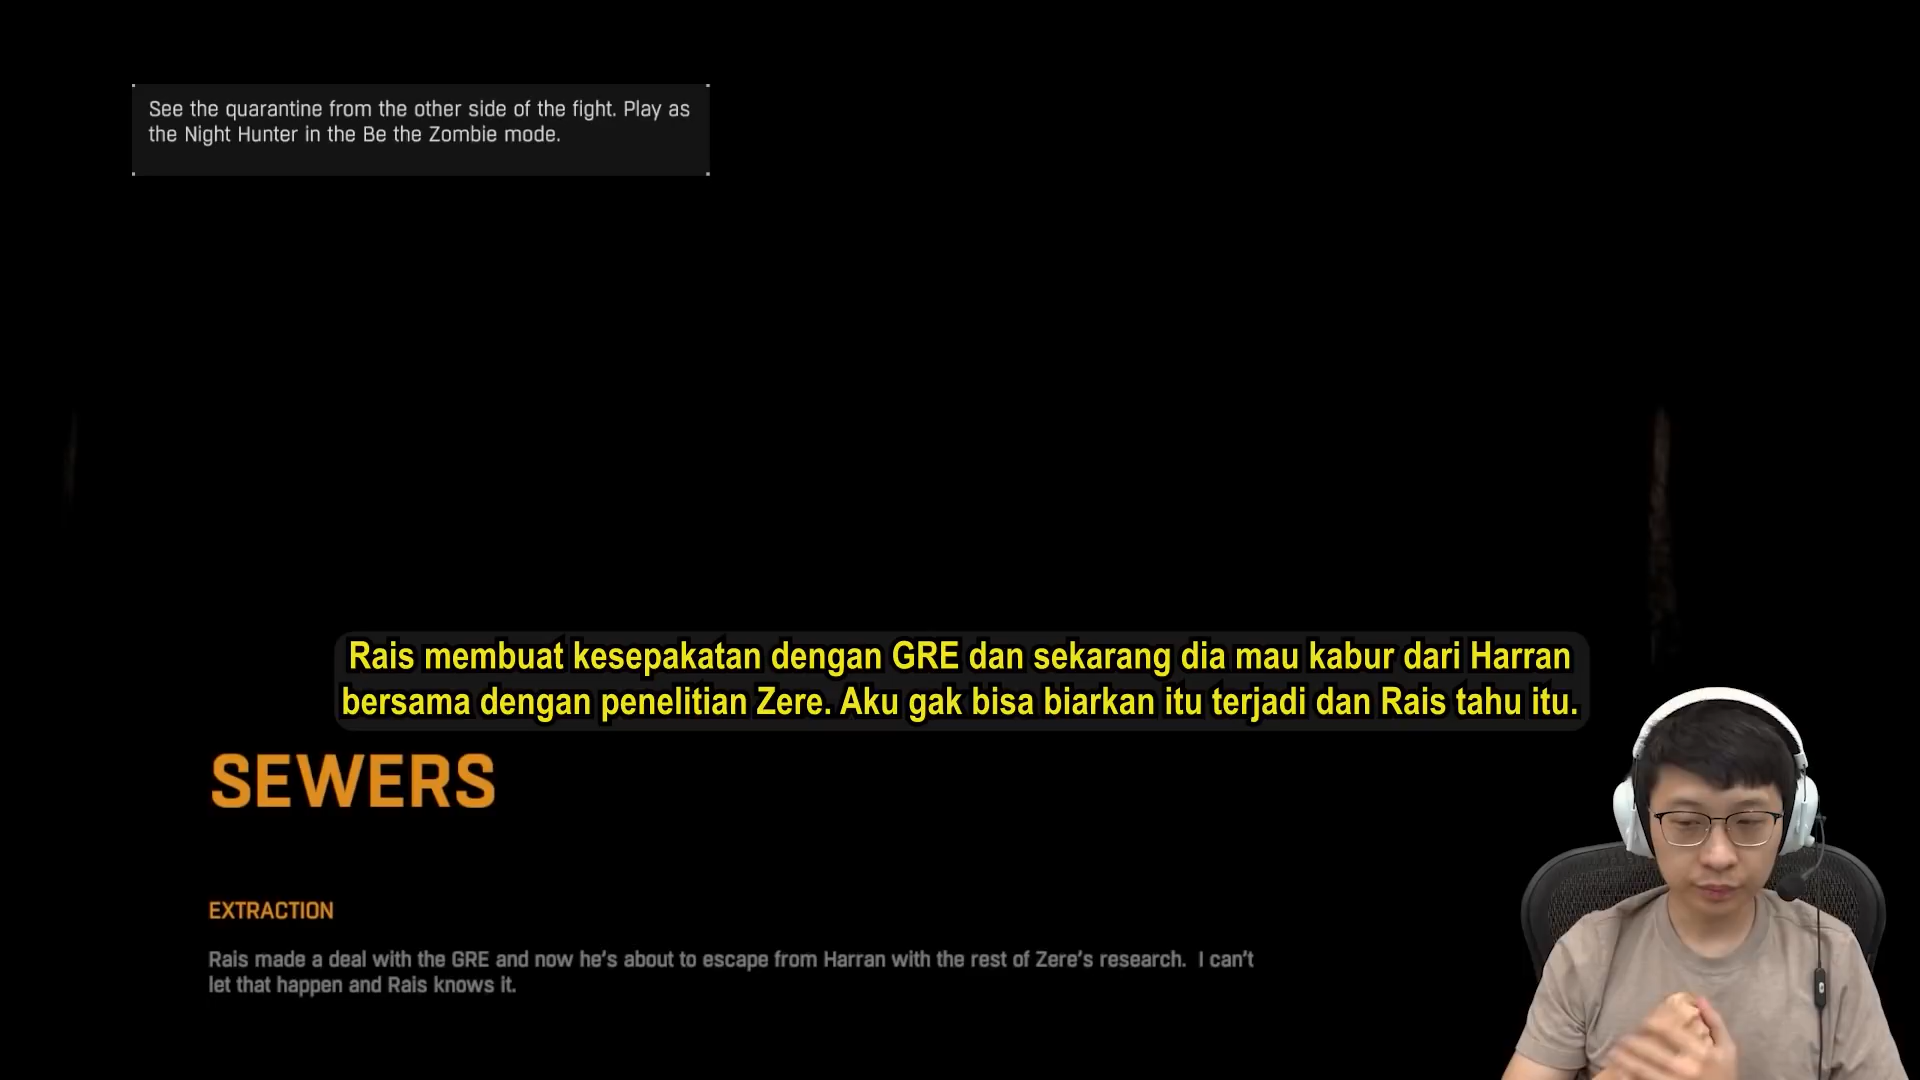 See the quarantine from the other side of the fight. Play as
the Night Hunter in the Be the Zombie mode.
Rais membuat kesepakatan dengan GRE dan sekarang dia mau kabur dari Harran
bersama dengan penelitian Zere. Aku gak bisa biarkan itu terjadi dan Rais tahu itu.
SEWERS
EXTRACTION
Rais made a deal with the GRE and now he's about to escape from Harran with the rest of Zere's research. I can't
let that happen and Rais knows it.